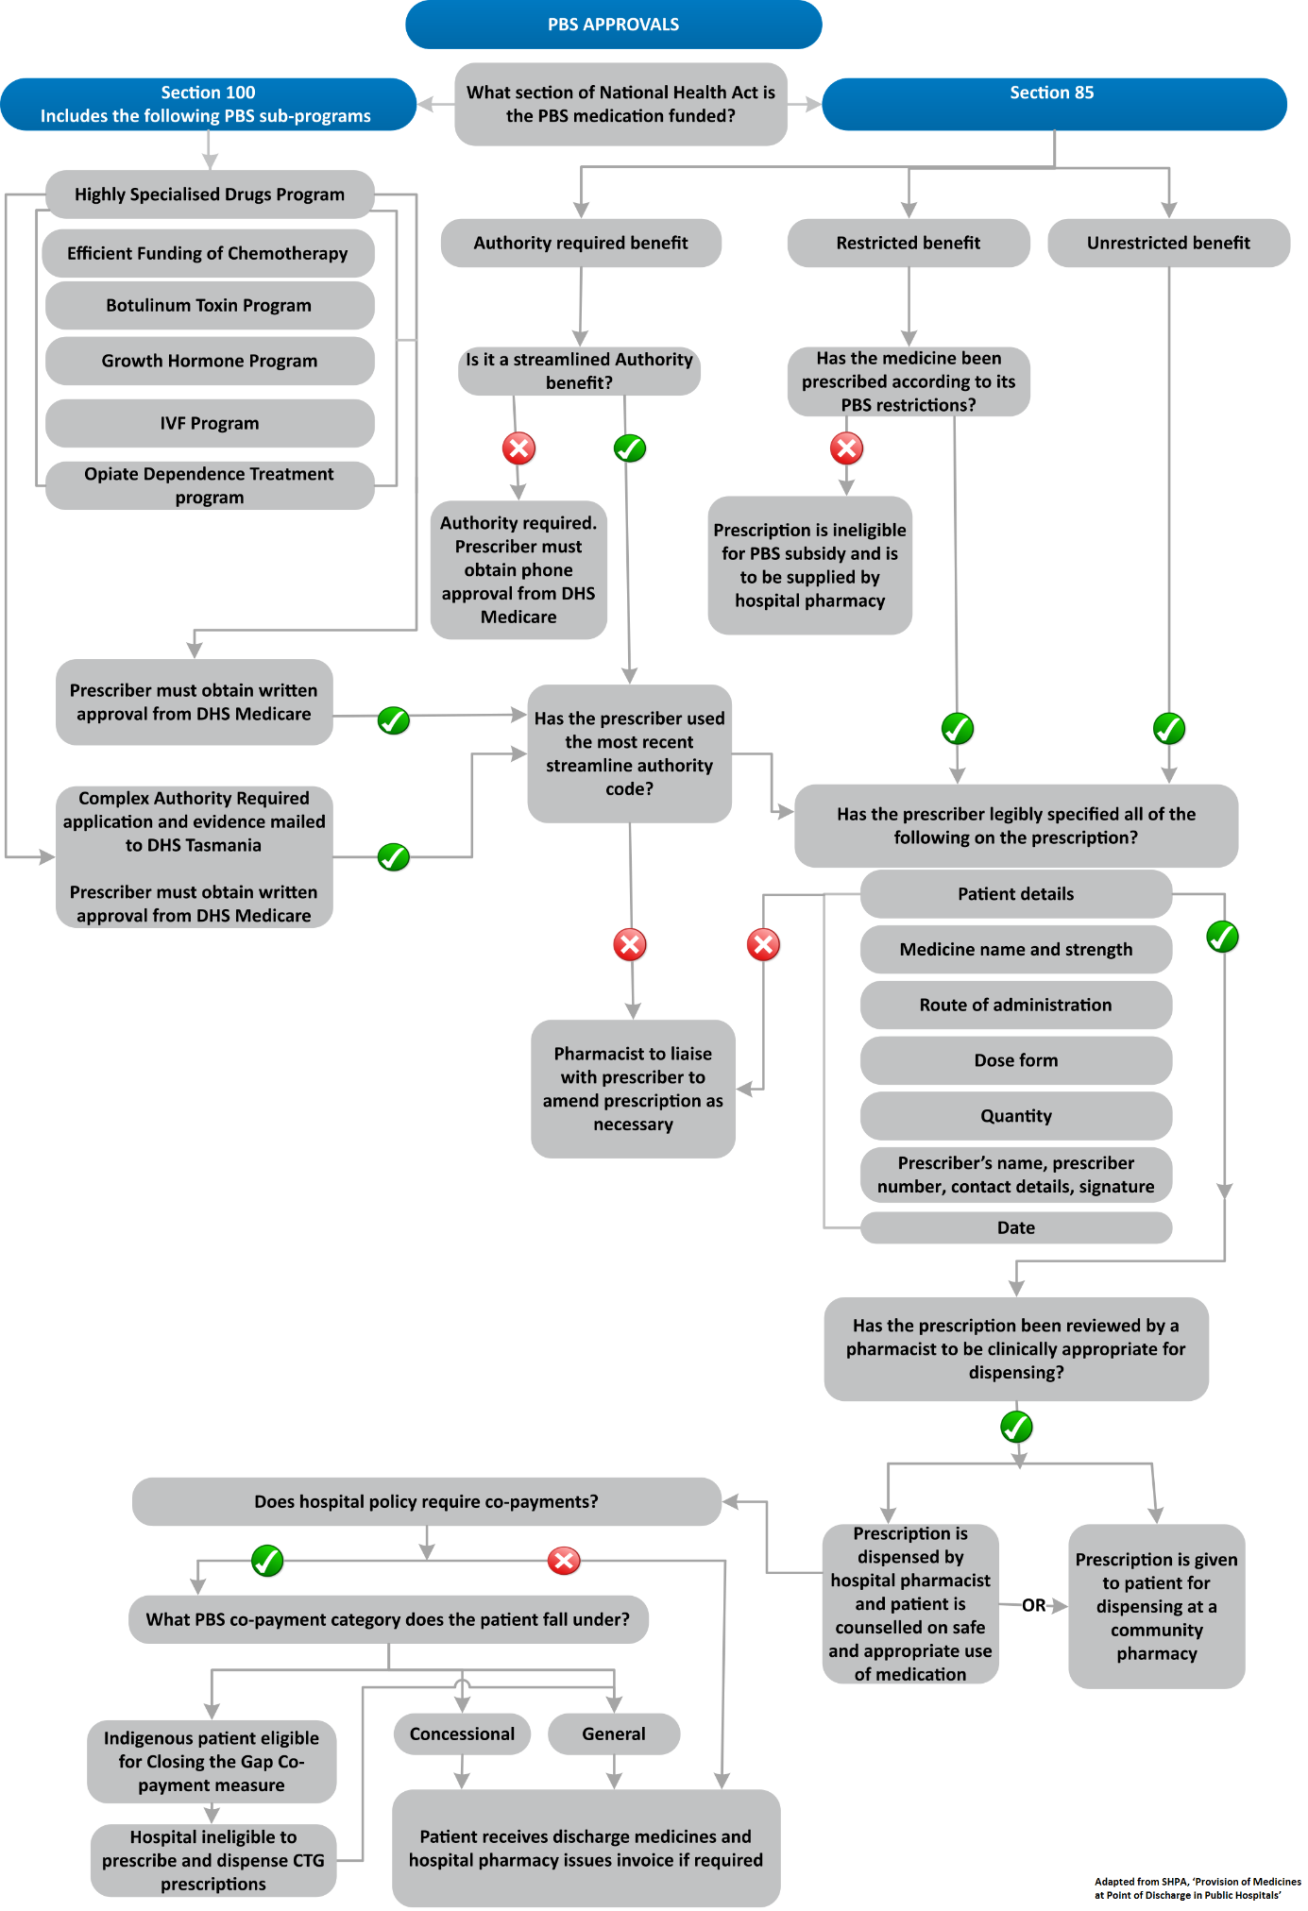 PBS APPROVALS
Section 100
Includes the following PBS sub-programs
What section of National Health Act is
the PBS medication funded?
Section 85
Highly Specialised Drugs Program
Efficient Funding of Chemotherapy
Botulinum Toxin Program
Growth Hormone Program
IVF Program
Opiate Dependence Treatment
program
Authority required benefit
Restricted benefit
Unrestricted benefit
Is it a streamlined Authority
benefit?
Has the medicine been
prescribed according to its
PBS restrictions?
Authority required.
Prescriber must
obtain phone
approval from DHS
Medicare
Prescription is ineligible
for PBS subsidy and is
to be supplied by
hospital pharmacy
Prescriber must obtain written
approval from DHS Medicare
Has the prescriber used
the most recent
streamline authority
code?
Complex Authority Required
application and evidence mailed
to DHS Tasmania
Prescriber must obtain written
approval from DHS Medicare
Has the prescriber legibly specified all of the
following on the prescription?
Patient details
Medicine name and strength
Route of administration
Dose form
Quantity
Prescriber’s name, prescriber
number, contact details, signature
Date
Pharmacist to liaise
with prescriber to
amend prescription as
necessary
Has the prescription been reviewed by a
pharmacist to be clinically appropriate for
dispensing?
Does hospital policy require co-payments?
Prescription is
dispensed by
hospital pharmacist
and patient is
counselled on safe
and appropriate use
of medication
OR
Prescription is given
to patient for
dispensing at a
community
pharmacy
What PBS co-payment category does the patient fall under?
Indigenous patient eligible
for Closing the Gap Co-
payment measure
Concessional
General
Hospital ineligible to
prescribe and dispense CTG
prescriptions
Patient receives discharge medicines and
hospital pharmacy issues invoice if required
Adapted from SHPA, ‘Provision of Medicines
at Point of Discharge in Public Hospitals’